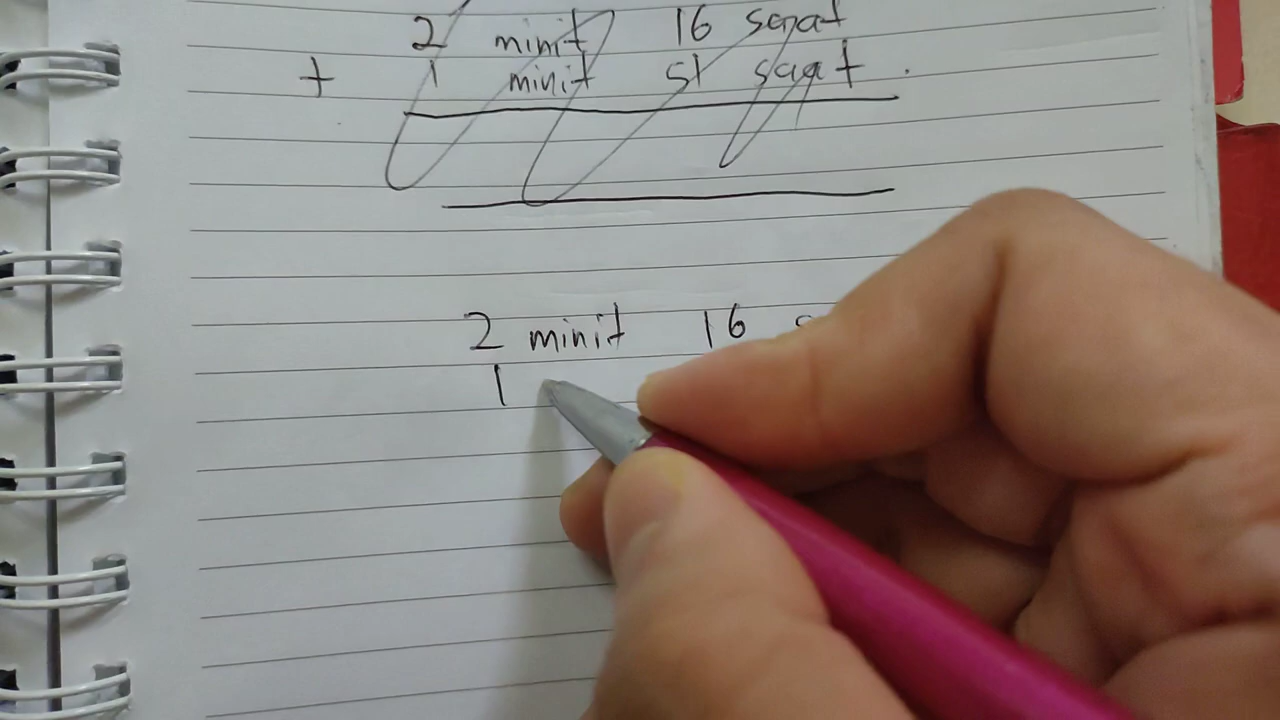 2 minit 16 saat
+ 1 minit 51 saat .
2 minit 16 s
1